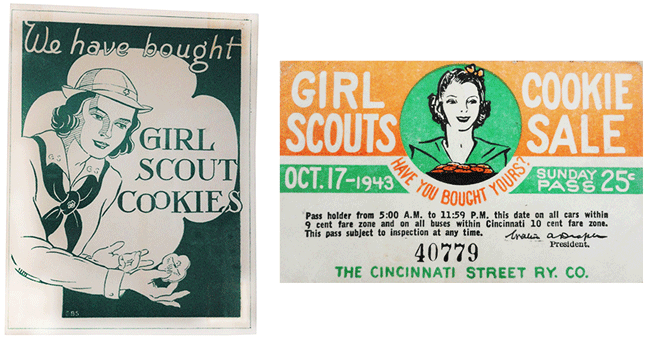 We have bought
GIRL
SCOUT
COOKIES
GIRL
SCOUTS
COOKIE
SALE
OCT. 17-1943
HAVE YOU BOUGHT YOURS?
SUNDAY
PASS 25c
Pass holder from 5:00 A.M. to 11:59 P.M. this date on all cars within
9 cent fare zone and on all buses within Cincinnati 10 cent fare zone.
This pass subject to inspection at any time.
President.
40779
THE CINCINNATI STREET RY. CO.